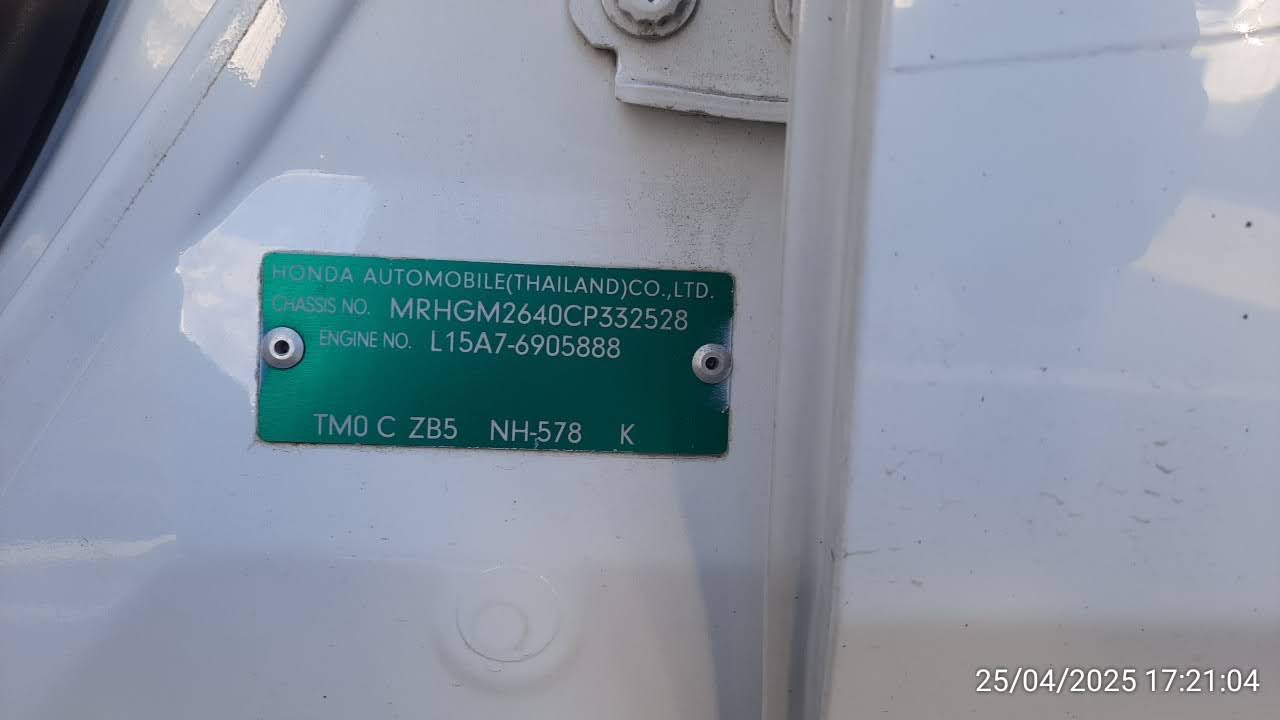 HONDA AUTOMOBILE(THAILAND)CO.,LTD.
CHASSIS NO. MRHGM2640CP332528
ENGINE NO. L15A7-6905888
TM0 C ZB5 NH-578 K
25/04/2025 17:21:04